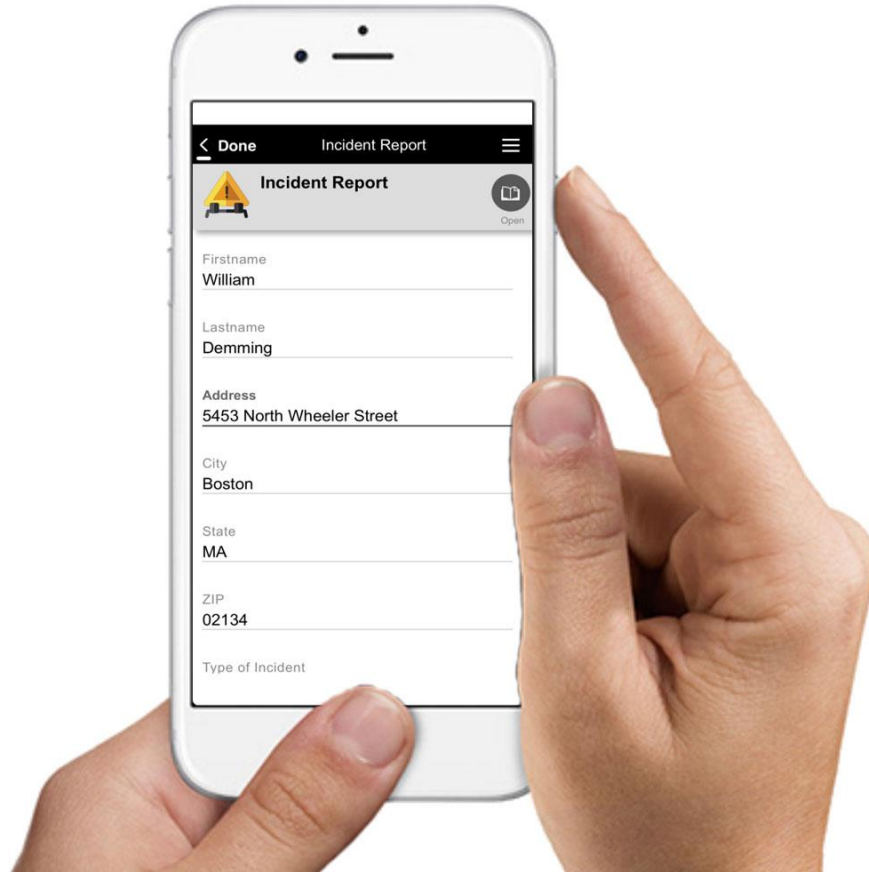 Done Incident Report
Incident Report
Open
Firstname
William
Lastname
Demming
Address
5453 North Wheeler Street
City
Boston
State
MA
ZIP
02134
Type of Incident